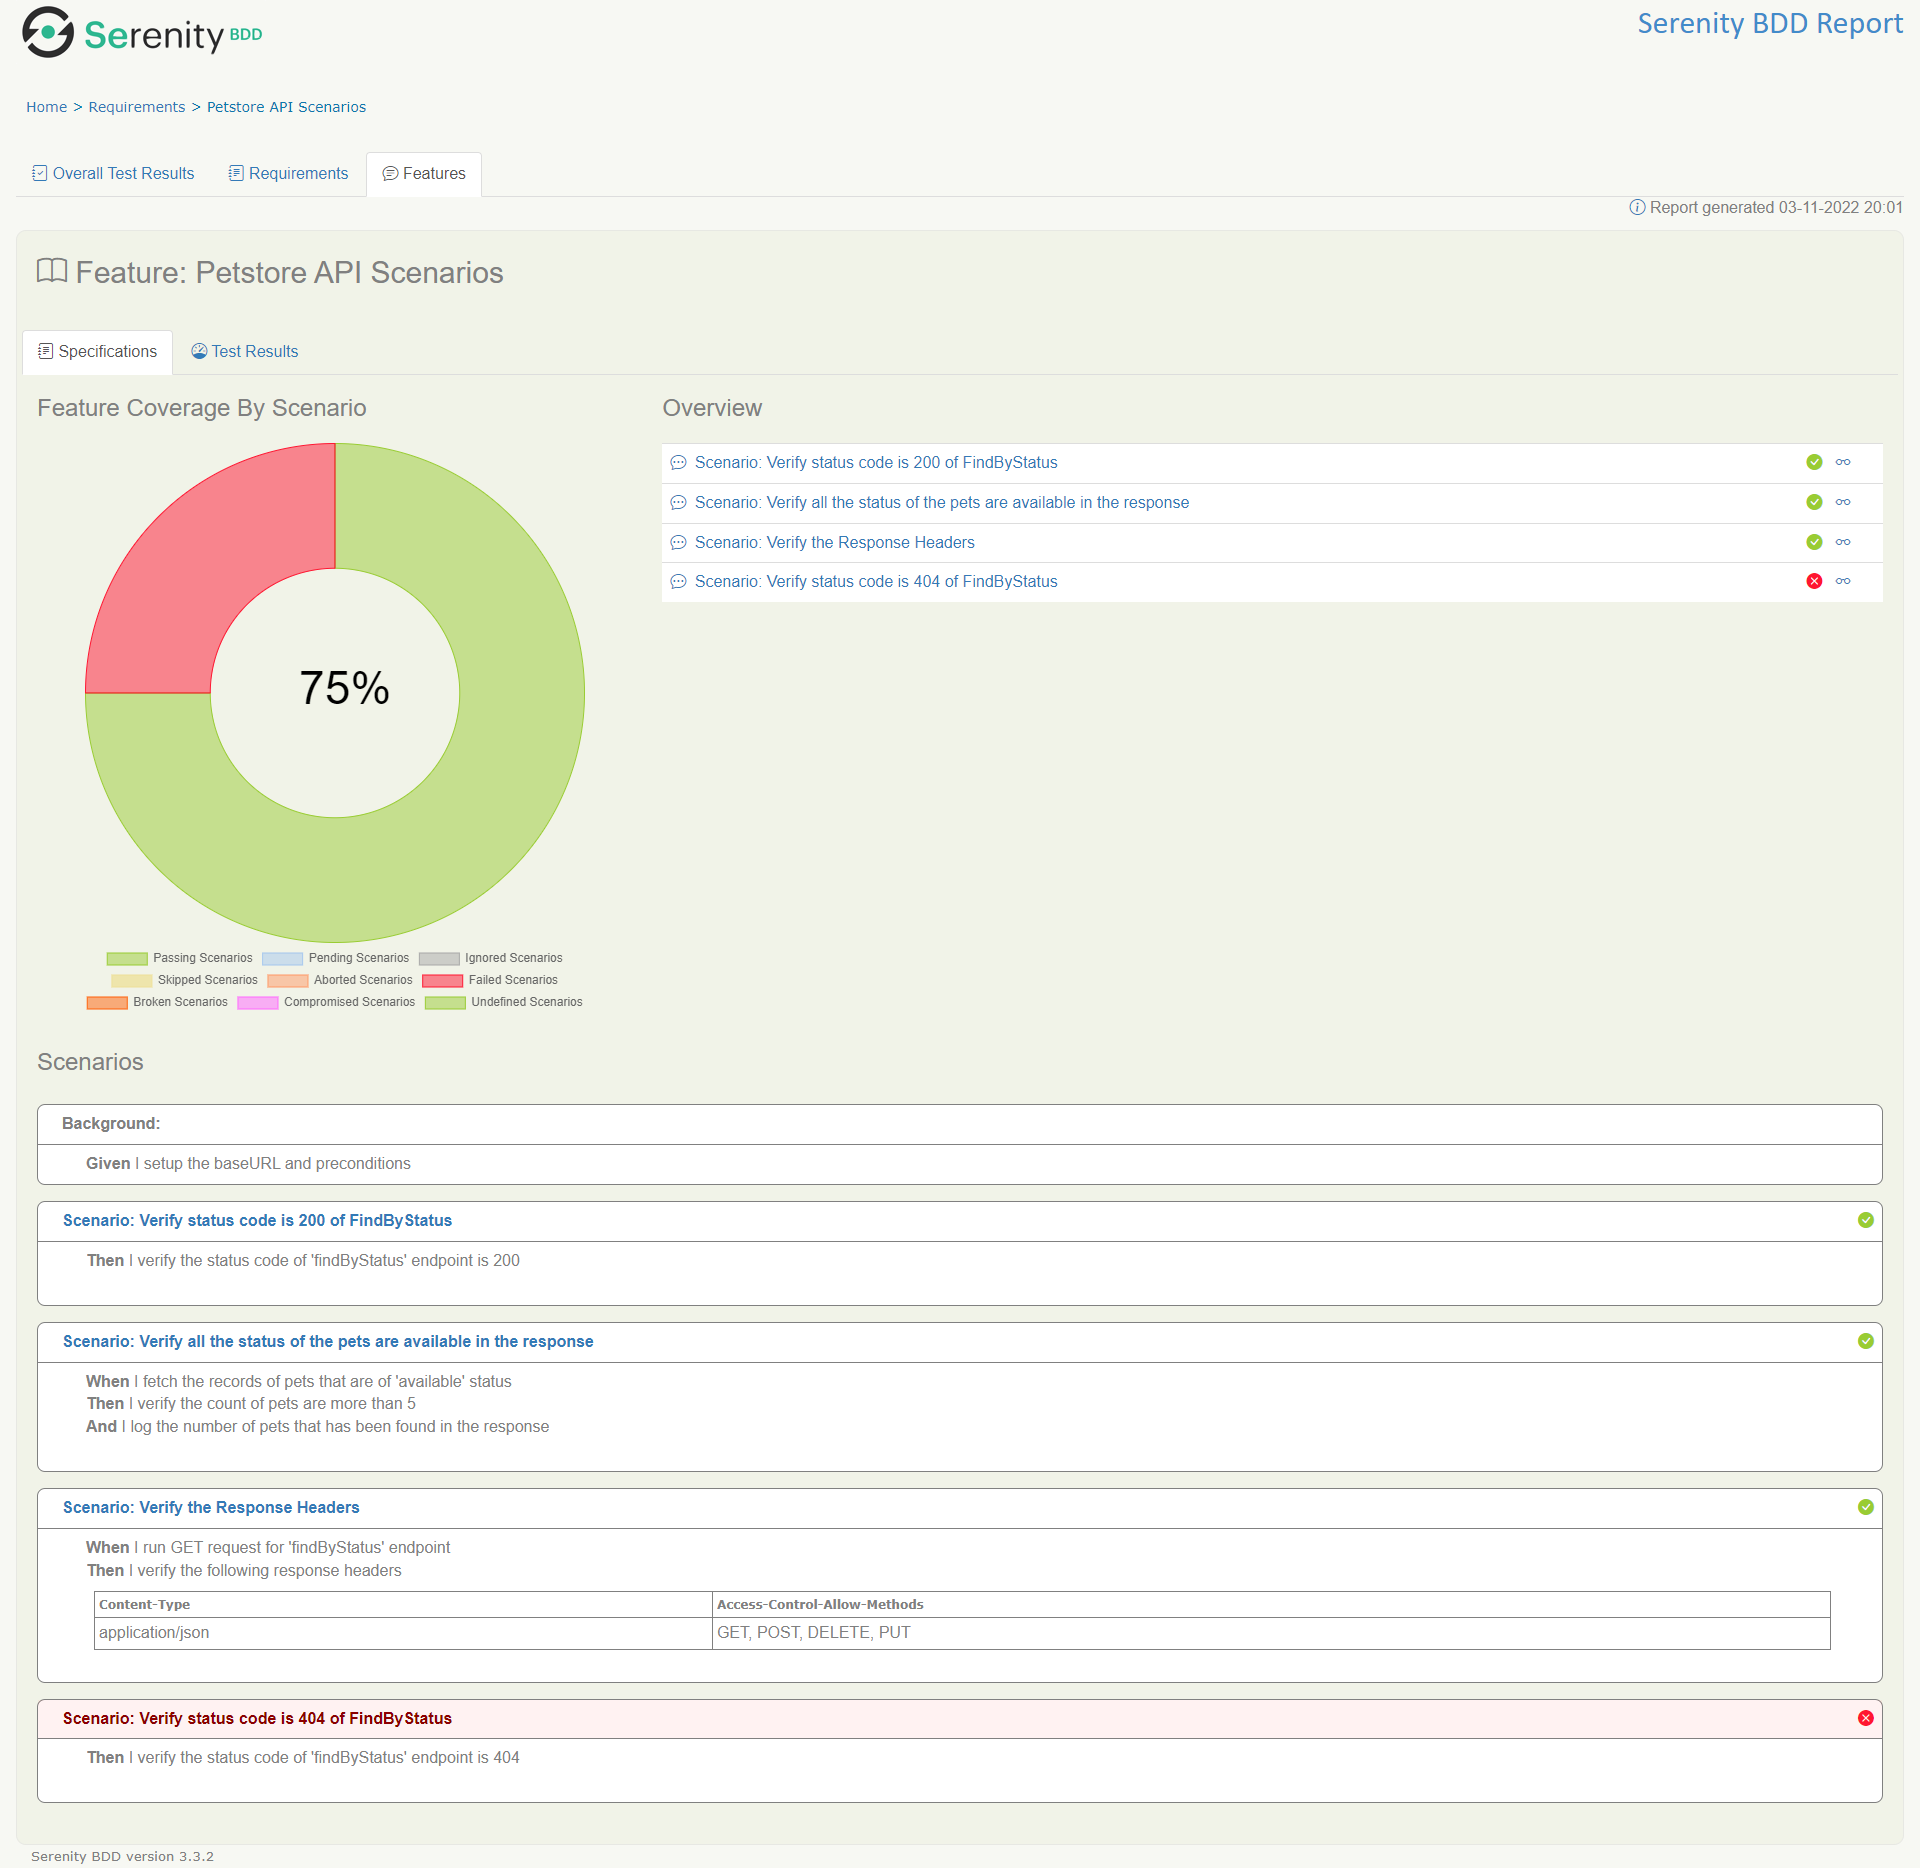 Serenity BDD
Serenity BDD Report
Home > Requirements > Petstore API Scenarios
Overall Test Results
Requirements
Features
Report generated 03-11-2022 20:01
Feature: Petstore API Scenarios
Specifications
Test Results
Feature Coverage By Scenario
75%
Passing Scenarios Pending Scenarios Ignored Scenarios
Skipped Scenarios Aborted Scenarios Failed Scenarios
Broken Scenarios Compromised Scenarios Undefined Scenarios
Overview
Scenario: Verify status code is 200 of FindByStatus
Scenario: Verify all the status of the pets are available in the response
Scenario: Verify the Response Headers
Scenario: Verify status code is 404 of FindByStatus
Scenarios
Background:
Given I setup the baseURL and preconditions
Scenario: Verify status code is 200 of FindByStatus
Then I verify the status code of 'findByStatus' endpoint is 200
Scenario: Verify all the status of the pets are available in the response
When I fetch the records of pets that are of 'available' status
Then I verify the count of pets are more than 5
And I log the number of pets that has been found in the response
Scenario: Verify the Response Headers
When I run GET request for 'findByStatus' endpoint
Then I verify the following response headers
Content-Type Access-Control-Allow-Methods
application/json GET, POST, DELETE, PUT
Scenario: Verify status code is 404 of FindByStatus
Then I verify the status code of 'findByStatus' endpoint is 404
Serenity BDD version 3.3.2